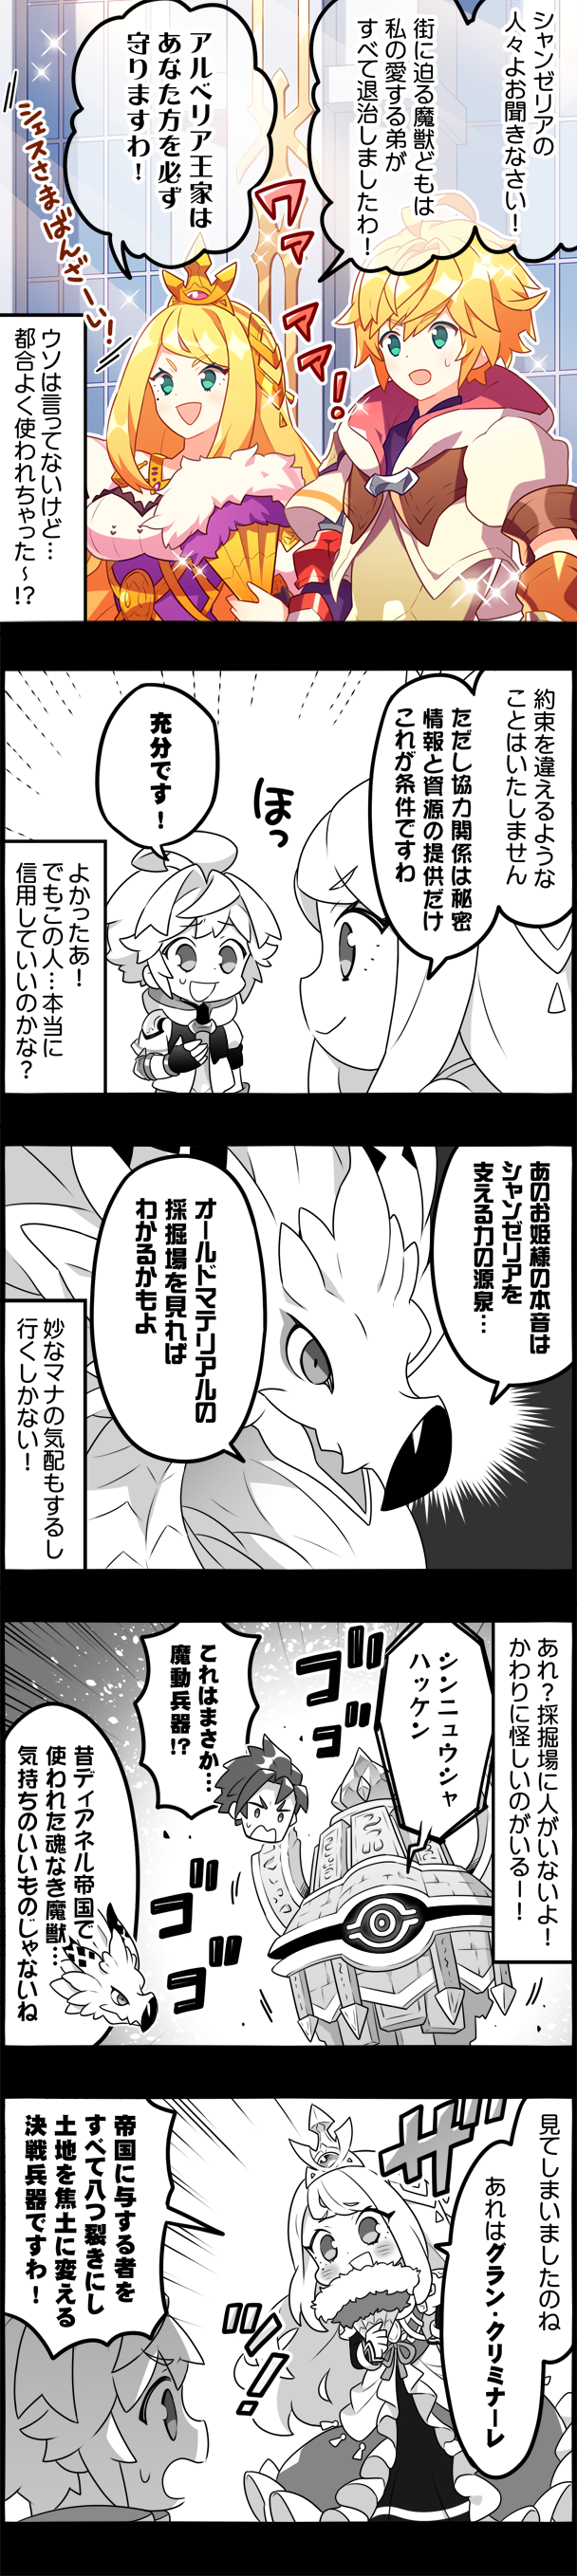 シャンゼリアの
人々よお聞きなさい！
街に迫る魔獣どもは
私の愛する弟が
すべて退治しましたわ！
アルベリア王家は
あなた方を必ず
守りますわ！
ワァ
マァ！
シェスさまばんざーい！
ウソは言ってないけど…
都合よく使われちゃった～!?
約束を違えるような
ことはいたしません
ただし協力関係は秘密
情報と資源の提供だけ
これが条件ですわ
ほっ
充分です！
よかったあ！
でもこの人…本当に
信用していいのかな？
あのお姫様の本音は
シャンゼリアを
支える力の源泉…
オールドマテリアルの
採掘場を見れば
わかるかもよ
妙なマナの気配もするし
行くしかない！
あれ？採掘場に人がいないよ！
かわりに怪しいのがいるー！
シンニュウシャ
ハッケン
ゴゴ
これはまさか…
魔動兵器!?
ゴゴ
昔ディアネル帝国で
使われた魂なき魔獣…
気持ちのいいものじゃないね
見てしまいましたのね
あれはグラン・クリミナーレ
ザッ
帝国に与する者を
すべて八つ裂きにし
土地を焦土に変える
決戦兵器ですわ！
ツツ!!